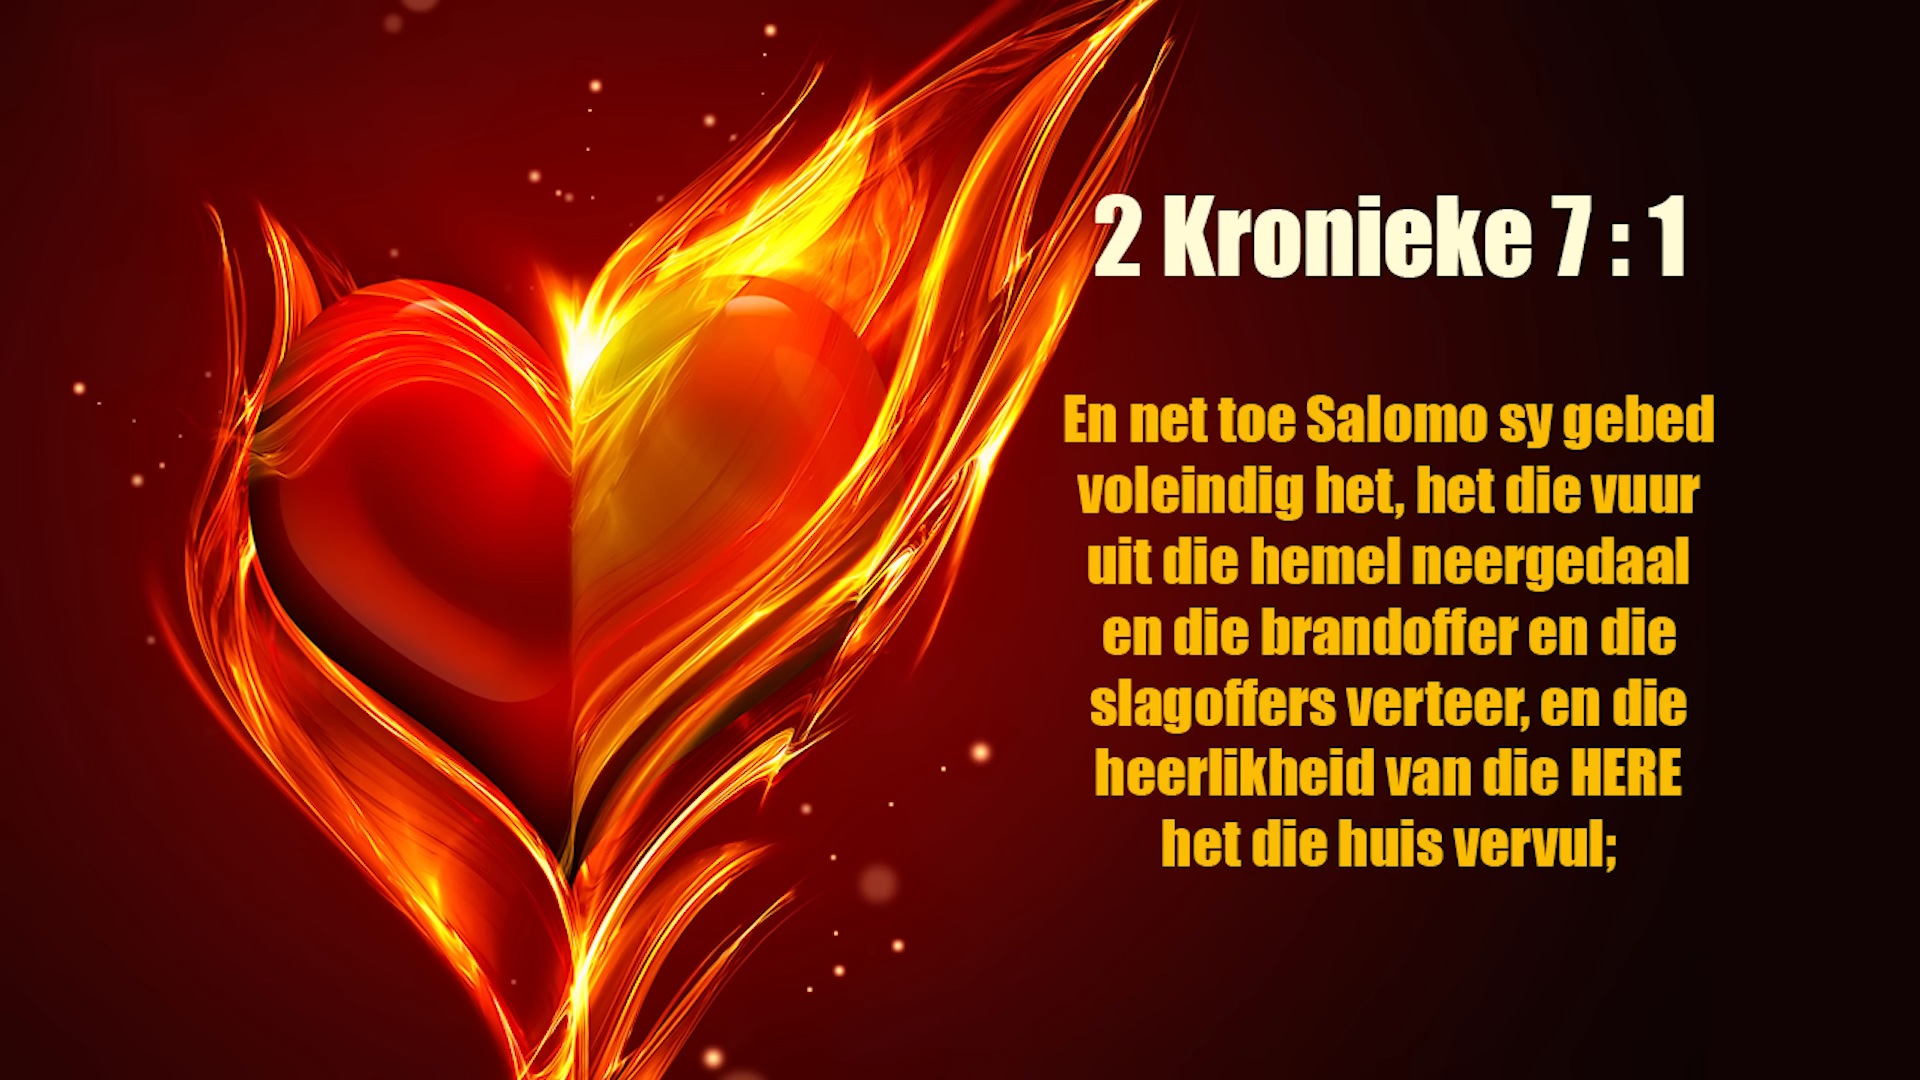 2 Kronieke 7 : 1
En net toe Salomo sy gebed
voleindig het, het die vuur
uit die hemel neergedaal
en die brandoffer en die
slagoffers verteer, en die
heerlikheid van die HERE
het die huis vervul;